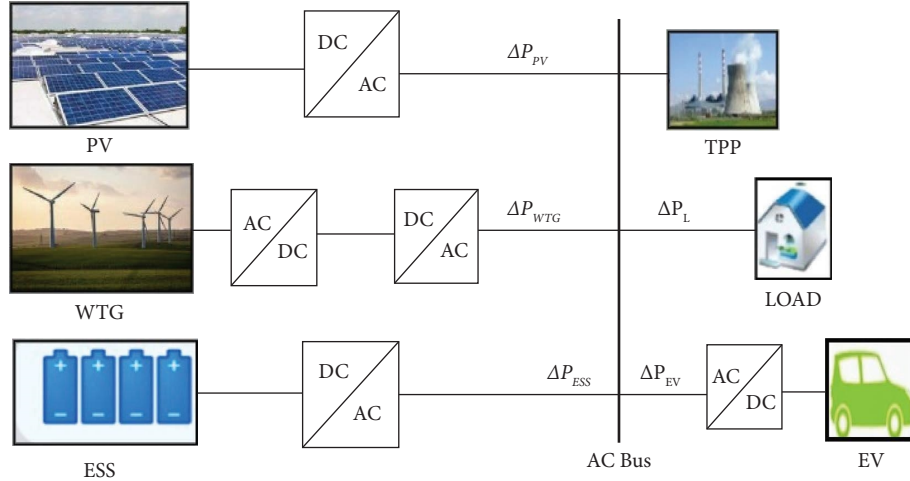 DC
AC
ΔP_PV
PV
TPP
AC
DC
DC
AC
ΔP_WTG
ΔP_L
WTG
LOAD
DC
AC
ΔP_ESS
ΔP_EV
AC
DC
ESS
AC Bus
EV